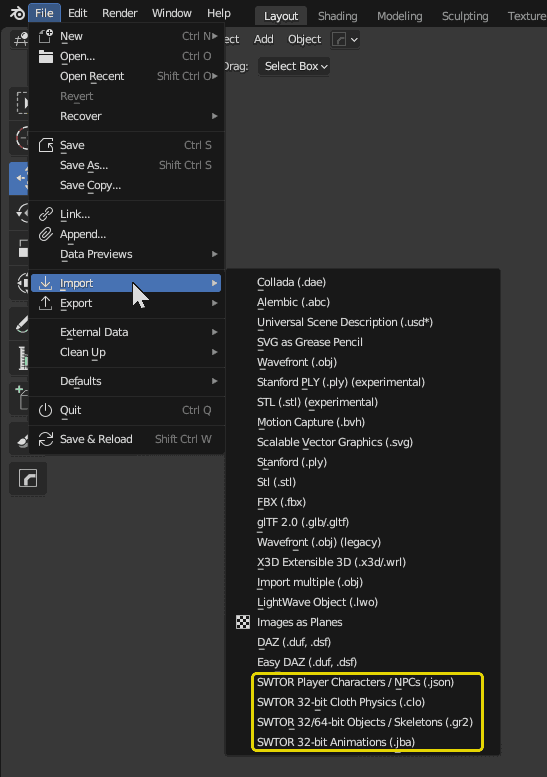 File Edit Render Window Help Layout Shading Modeling Sculpting Texture
New Ctrl N
ect Add Object
Open... Ctrl O
Open Recent Shift Ctrl O
Drag: Select Box
Revert
Recover
Save Ctrl S
Save As... Shift Ctrl S
Save Copy...
Link...
Append...
Data Previews
Import
Export
External Data
Clean Up
Defaults
Quit Ctrl Q
Save & Reload Shift Ctrl W
Collada (.dae)
Alembic (.abc)
Universal Scene Description (.usd*)
SVG as Grease Pencil
Wavefront (.obj)
Stanford PLY (.ply) (experimental)
STL (.stl) (experimental)
Motion Capture (.bvh)
Scalable Vector Graphics (.svg)
Stanford (.ply)
Stl (.stl)
FBX (.fbx)
glTF 2.0 (.glb/.gltf)
Wavefront (.obj) (legacy)
X3D Extensible 3D (.x3d/.wrl)
Import multiple (.obj)
LightWave Object (.lwo)
Images as Planes
DAZ (.duf, .dsf)
Easy DAZ (.duf, .dsf)
SWTOR Player Characters / NPCs (.json)
SWTOR 32-bit Cloth Physics (.clo)
SWTOR 32/64-bit Objects / Skeletons (.gr2)
SWTOR 32-bit Animations (.jba)